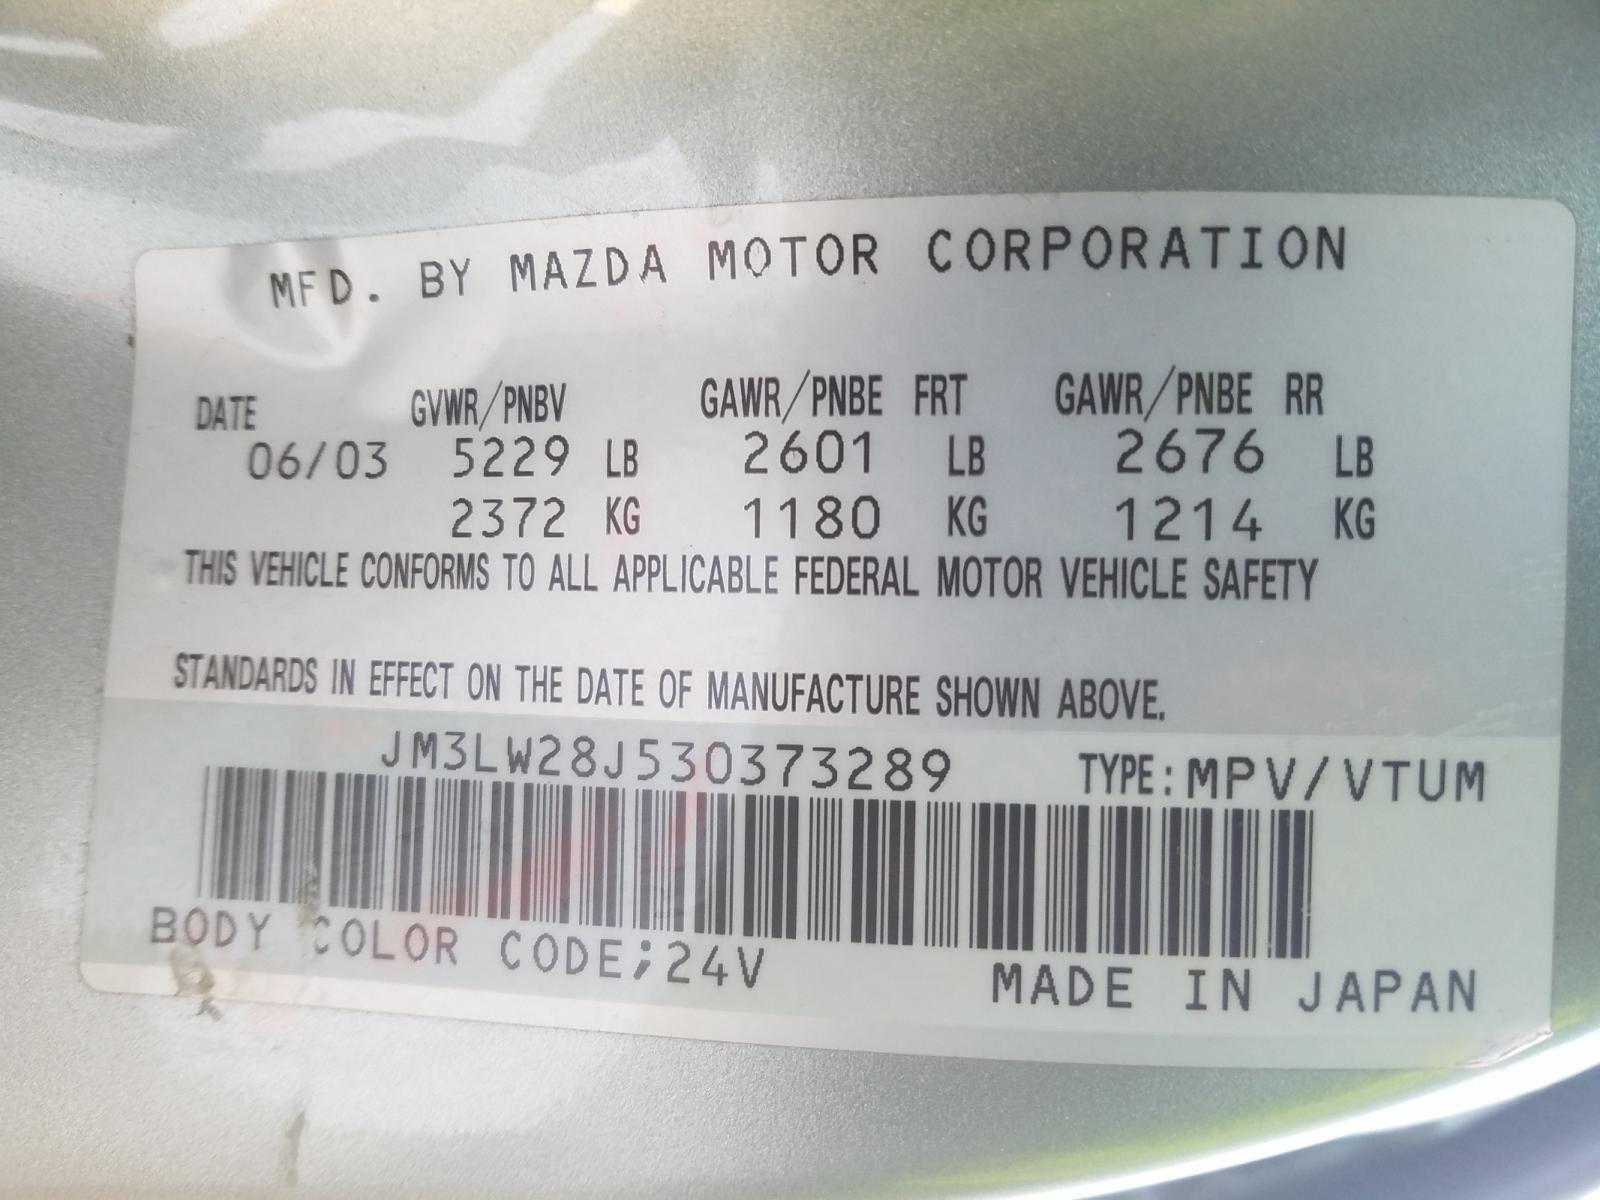 MFD. BY MAZDA MOTOR CORPORATION
DATE GVWR/PNBV GAWR/PNBE FRT GAWR/PNBE RR
06/03 5229 LB 2601 LB 2676 LB
2372 KG 1180 KG 1214 KG
THIS VEHICLE CONFORMS TO ALL APPLICABLE FEDERAL MOTOR VEHICLE SAFETY
STANDARDS IN EFFECT ON THE DATE OF MANUFACTURE SHOWN ABOVE.
JM3LW28J530373289 TYPE:MPV/VTUM
BODY COLOR CODE;24V MADE IN JAPAN